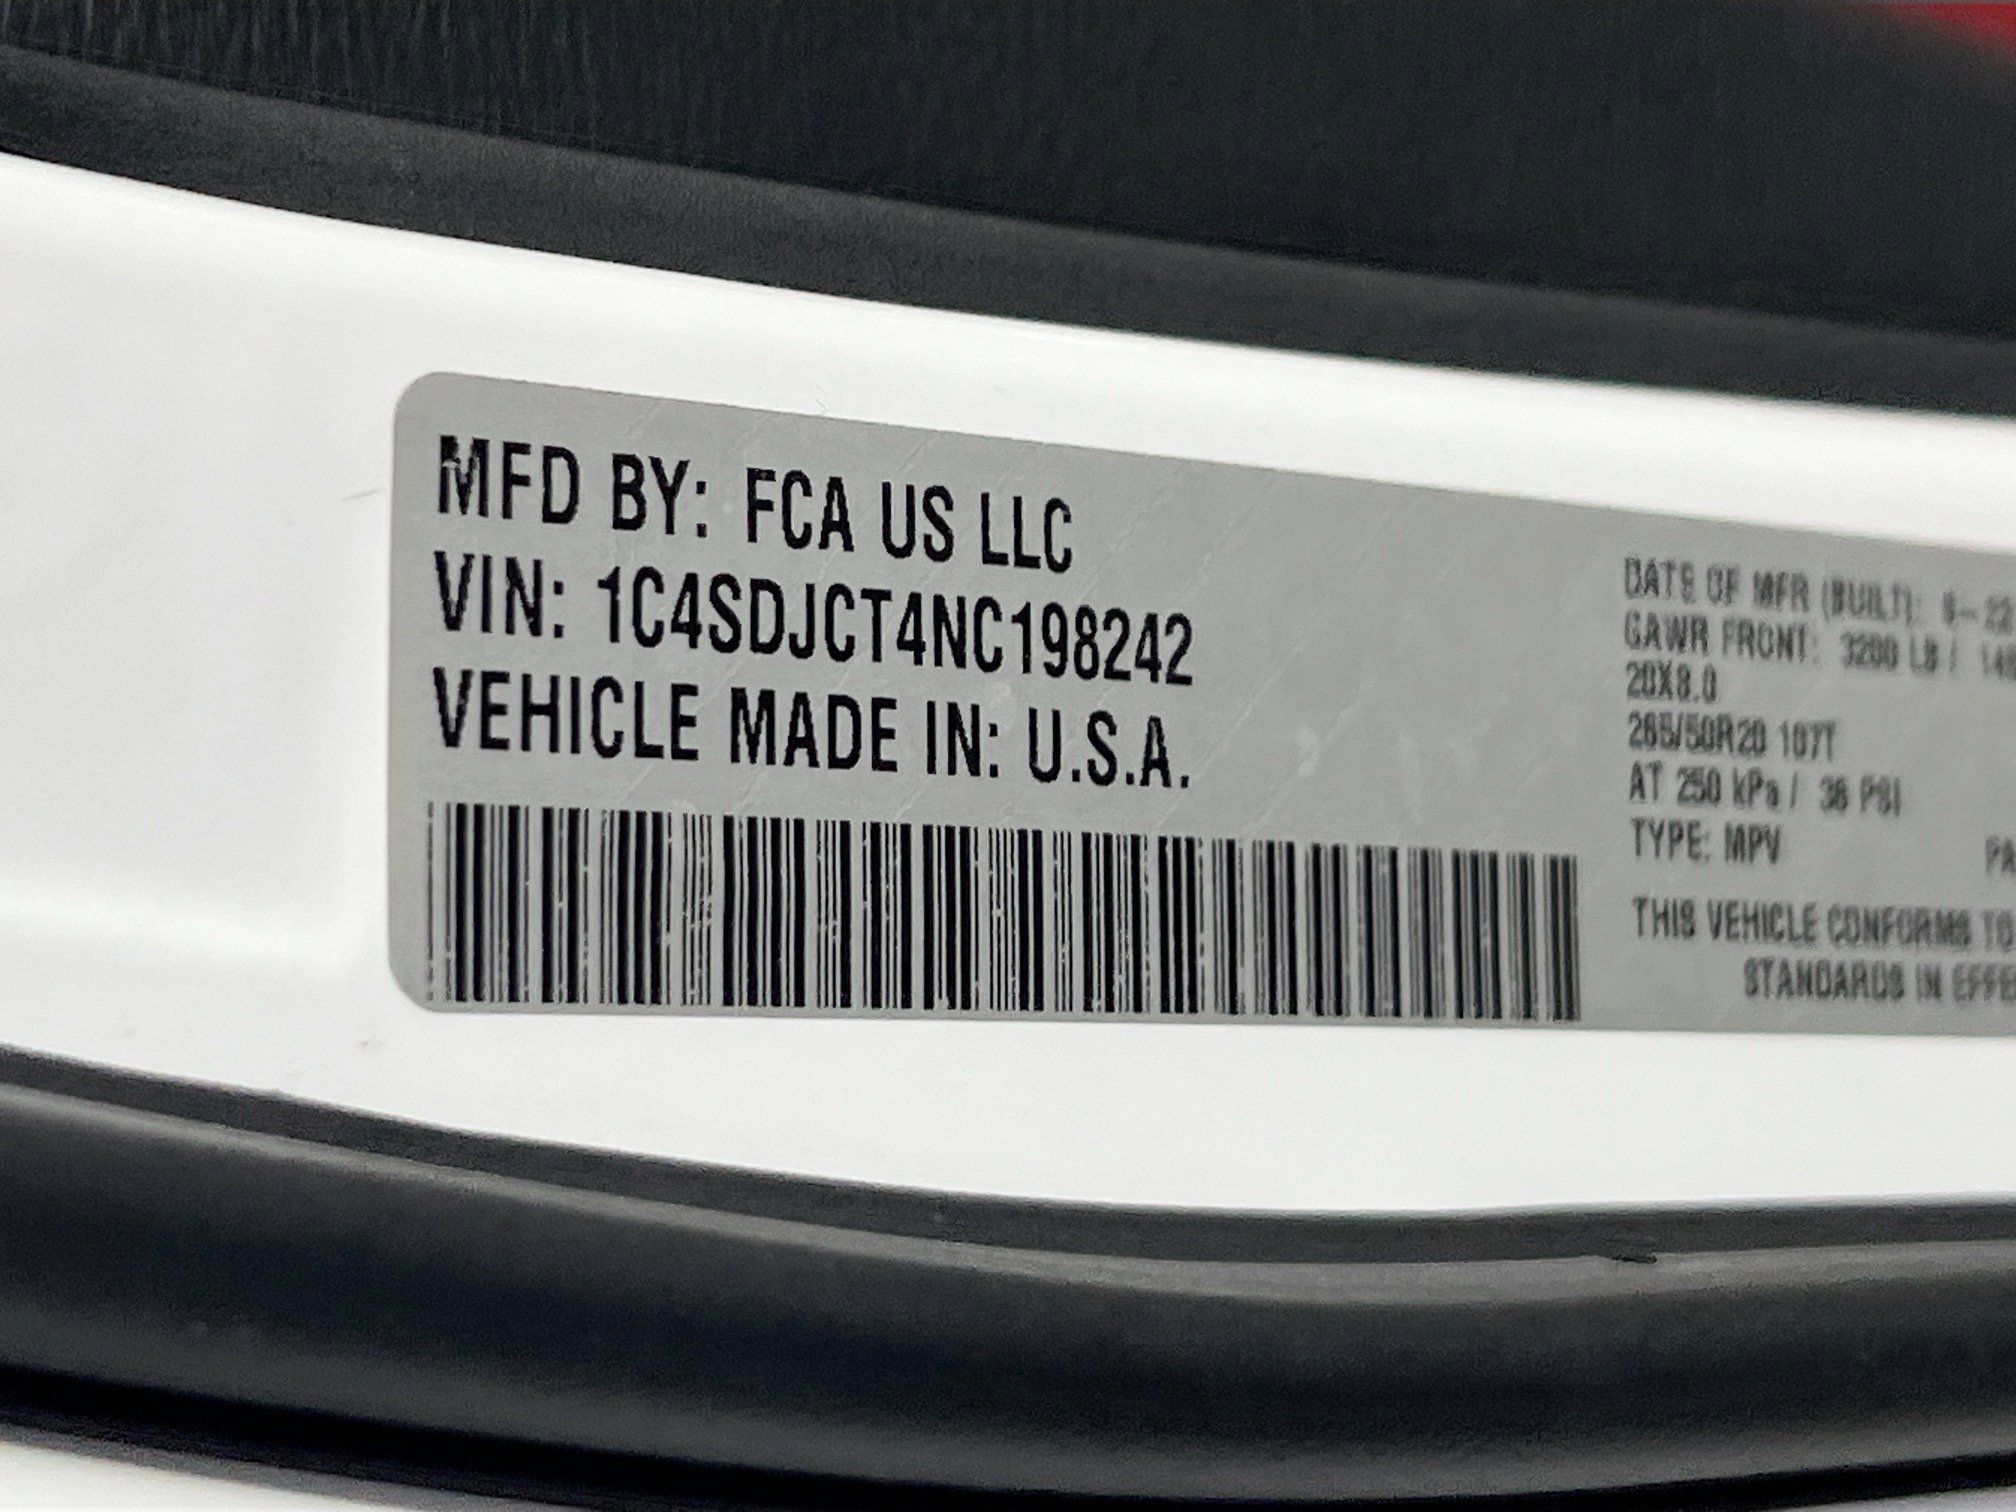 MFD BY: FCA US LLC
VIN: 1C4SDJCT4NC198242
VEHICLE MADE IN: U.S.A.
DATE OF MFR (BUILT):
GAWR FRONT: 3200 LB /
20X8.0
265/50R20 107T
AT 250 kPa / 36 PSI
TYPE: MPV
THIS VEHICLE CONFORMS TO
STANDARDS IN